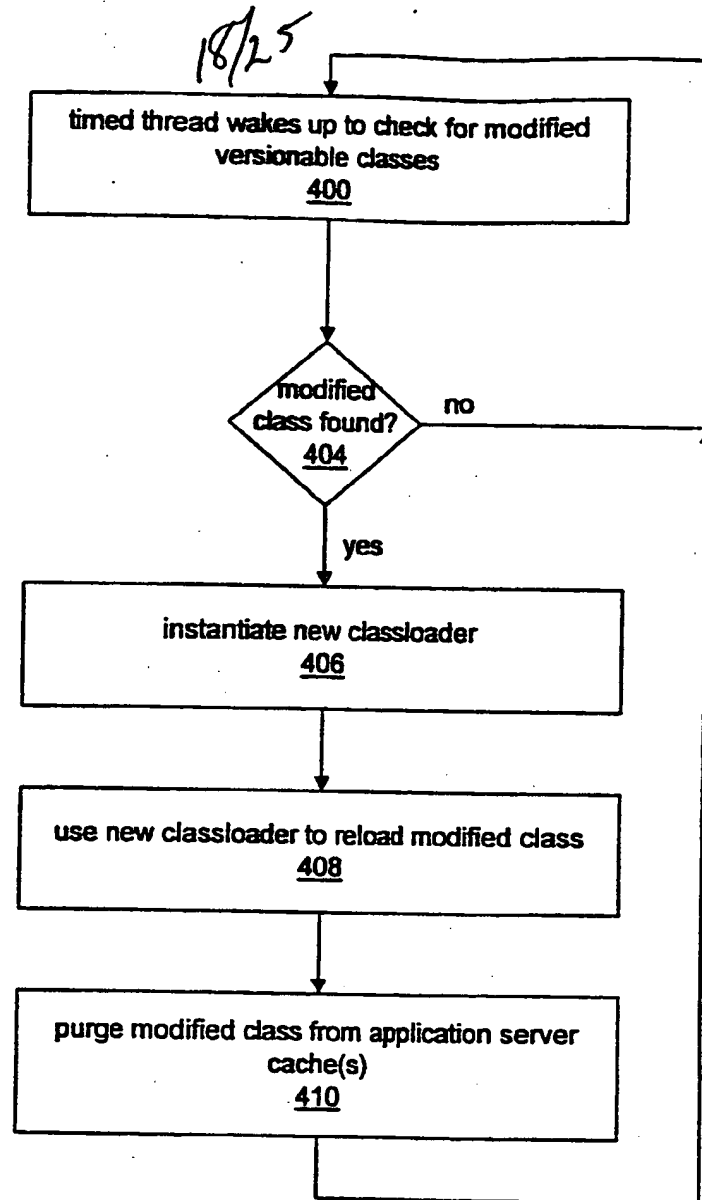 18/25
timed thread wakes up to check for modified
versionable classes
400
modified
class found?
404
no
yes
instantiate new classloader
406
use new classloader to reload modified class
408
purge modified class from application server
cache(s)
410